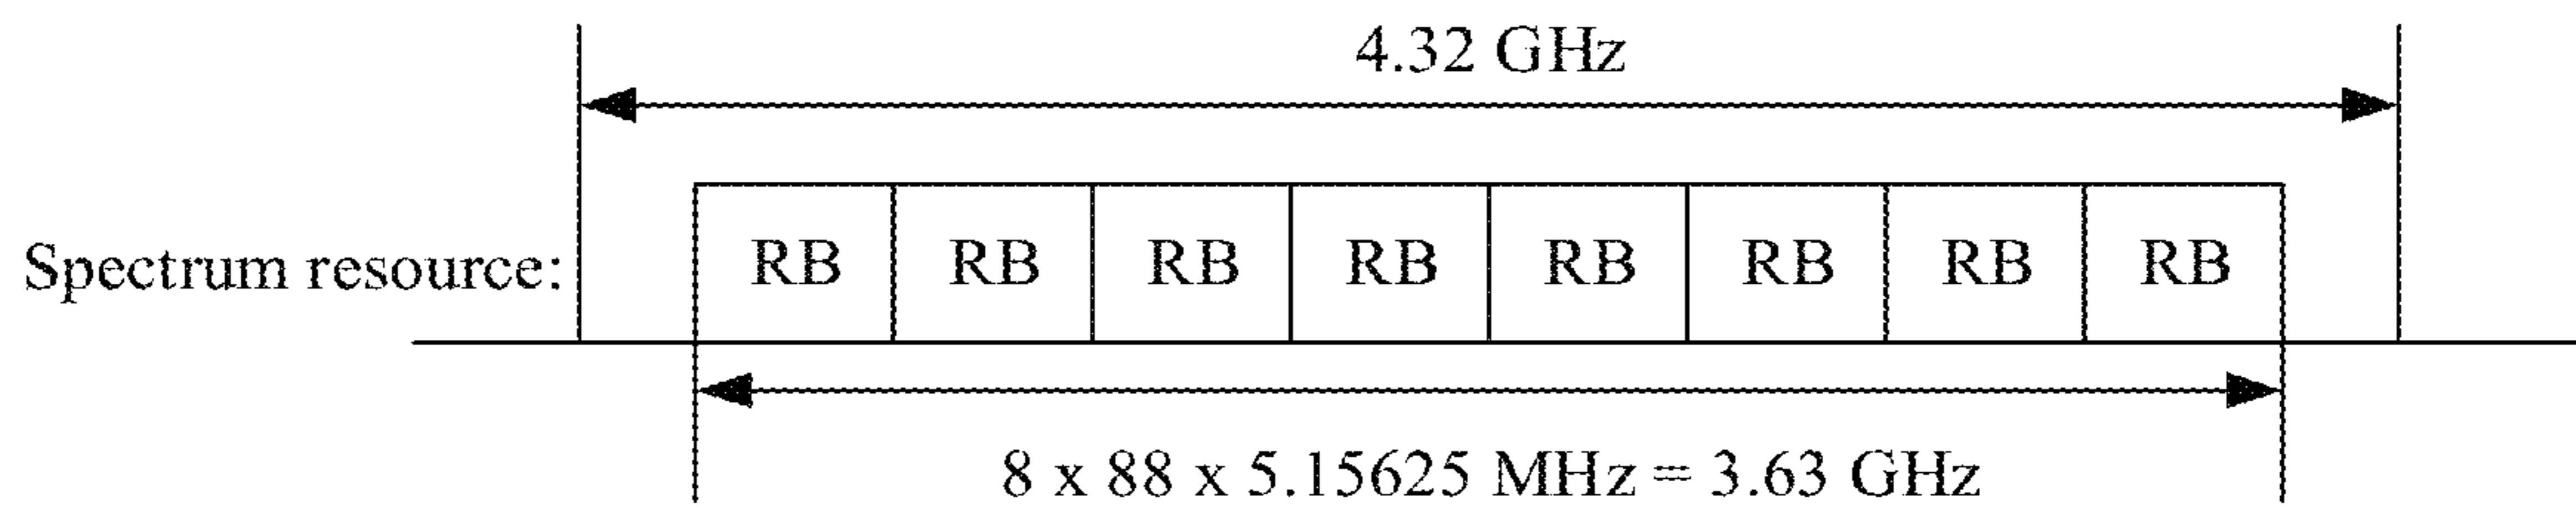 4.32 GHz
Spectrum resource: RB RB RB RB RB RB RB RB
8 x 88 x 5.15625 MHz = 3.63 GHz